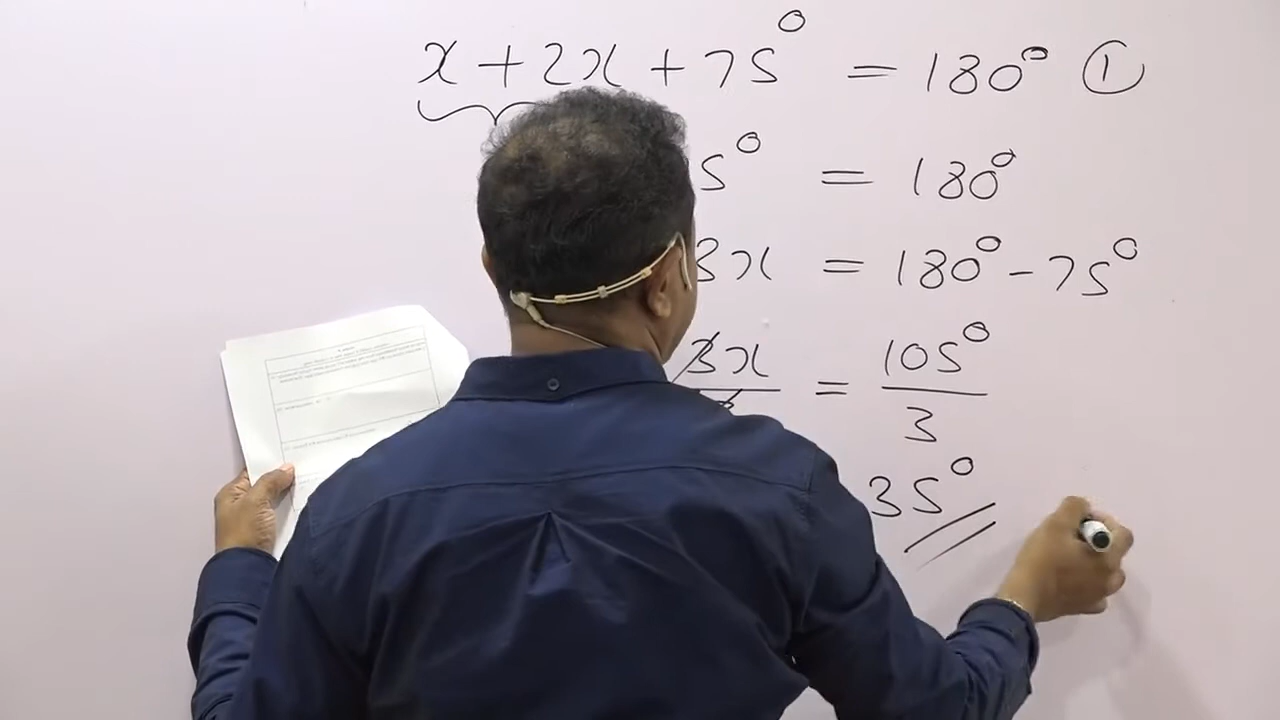 x + 2x + 75° = 180° ①
5° = 180°
3x = 180° - 75°
3x = 105°
3
35°